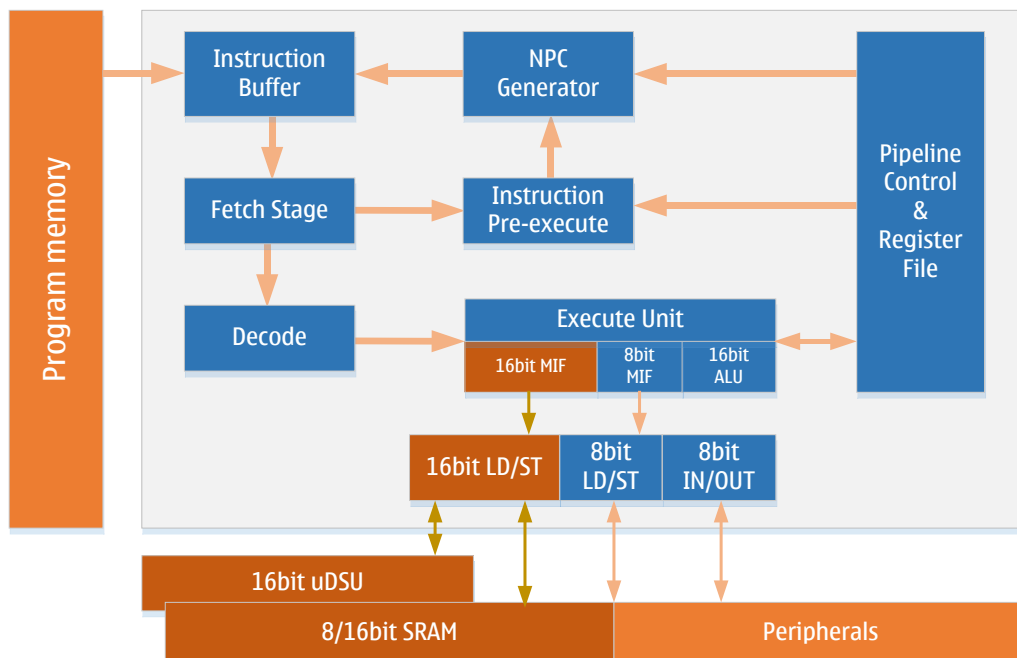 Program memory
Instruction
Buffer
NPC
Generator
Pipeline
Control
&
Register
File
Fetch Stage
Instruction
Pre-execute
Decode
Execute Unit
16bit MIF
8bit
MIF
16bit
ALU
16bit LD/ST
8bit
LD/ST
8bit
IN/OUT
16bit uDSU
8/16bit SRAM
Peripherals